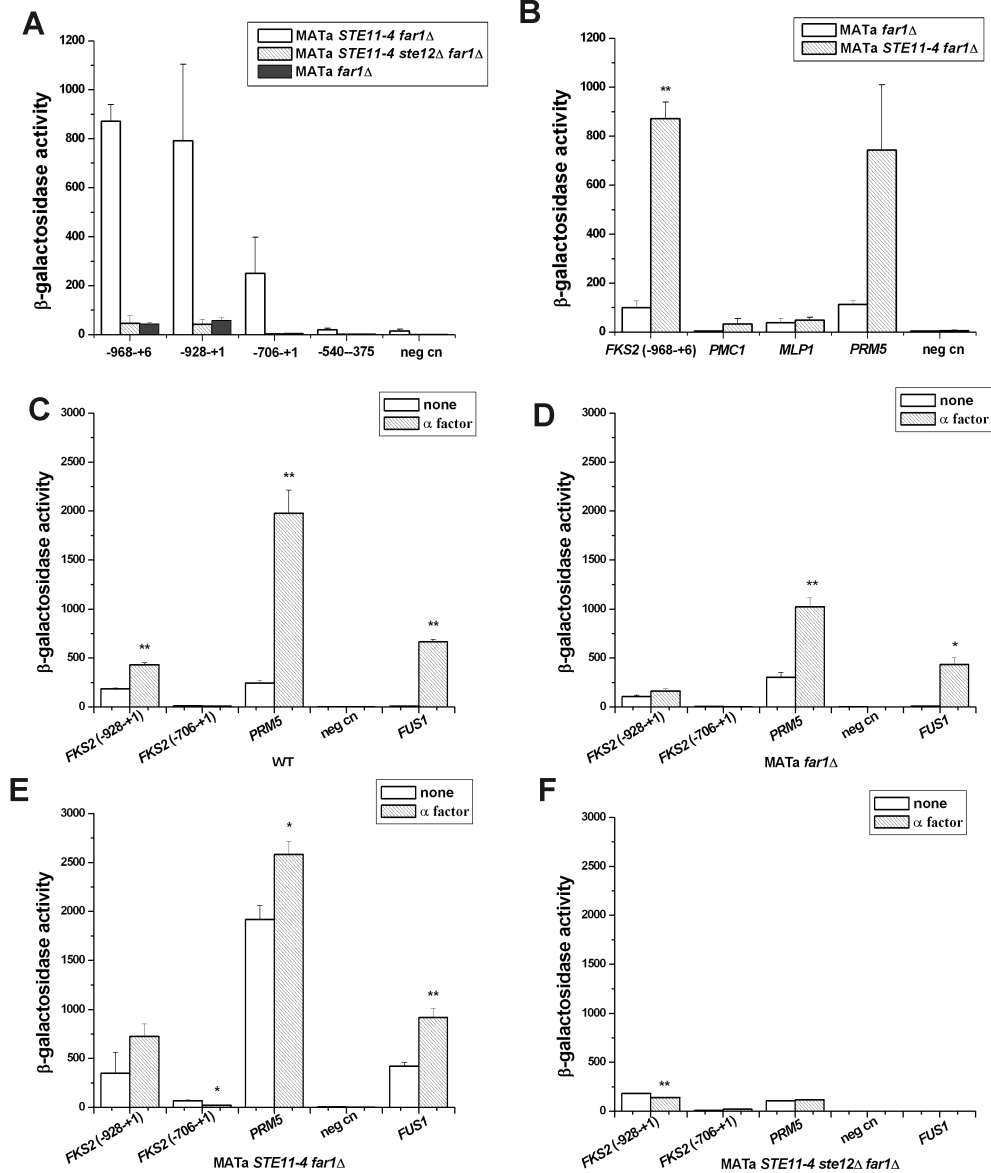 A
MATa STE11-4 far1Δ
MATa STE11-4 ste12Δ far1Δ
MATa far1Δ
β-galactosidase activity
1200
1000
800
600
400
200
0
-968-+6 -928-+1 -706-+1 -540--375 neg cn
B
MATa far1Δ
MATa STE11-4 far1Δ
β-galactosidase activity
1200
1000
800
600
400
200
0
**
FKS2 (-968-+6) PMC1 MLP1 PRM5 neg cn
C
none
α factor
β-galactosidase activity
3000
2500
2000
1500
1000
500
0
** ** **
FKS2 (-928-+1) FKS2 (-706-+1) PRM5 neg cn FUS1
WT
D
none
α factor
β-galactosidase activity
3000
2500
2000
1500
1000
500
0
** *
FKS2 (-928-+1) FKS2 (-706-+1) PRM5 neg cn FUS1
MATa far1Δ
E
none
α factor
β-galactosidase activity
3000
2500
2000
1500
1000
500
0
* * **
FKS2 (-928-+1) FKS2 (-706-+1) PRM5 neg cn FUS1
MATa STE11-4 far1Δ
F
none
α factor
β-galactosidase activity
3000
2500
2000
1500
1000
500
0
**
FKS2 (-928-+1) FKS2 (-706-+1) PRM5 neg cn FUS1
MATa STE11-4 ste12Δ far1Δ